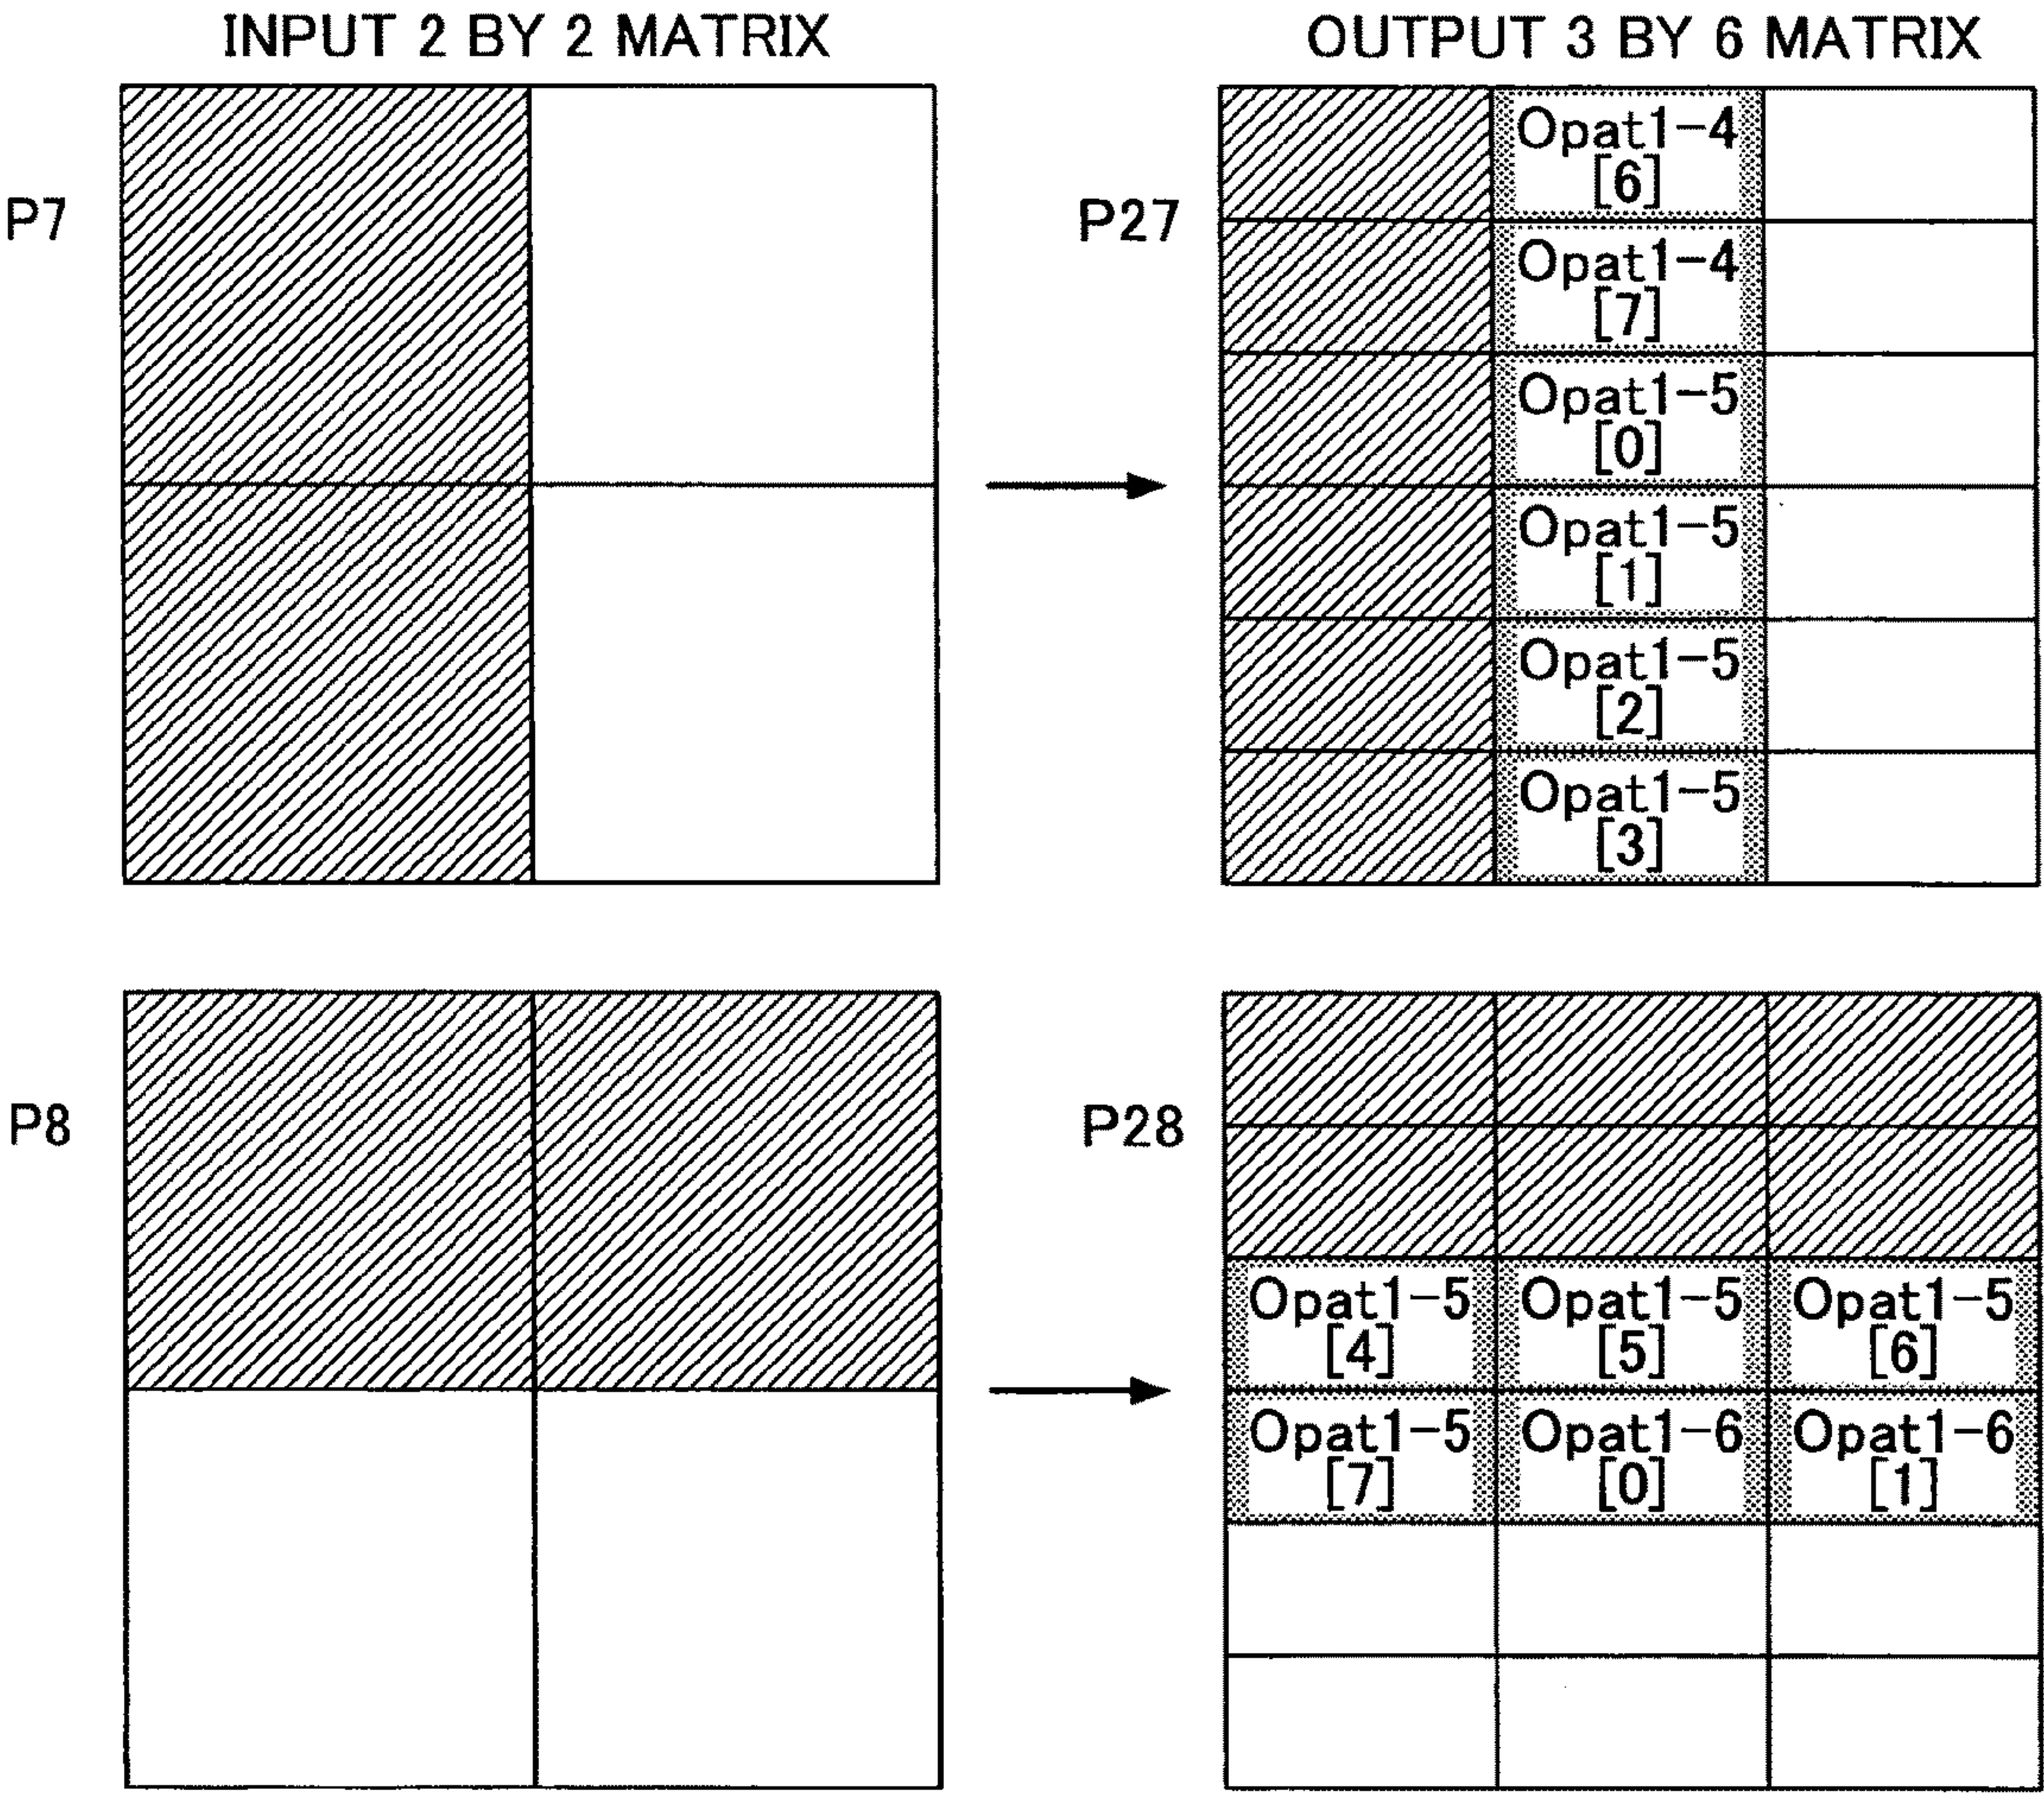 INPUT 2 BY 2 MATRIX
OUTPUT 3 BY 6 MATRIX
P7
P27
Opat1-4
[6]
Opat1-4
[7]
Opat1-5
[0]
Opat1-5
[1]
Opat1-5
[2]
Opat1-5
[3]
P8
P28
Opat1-5 Opat1-5 Opat1-5
[4] [5] [6]
Opat1-5 Opat1-6 Opat1-6
[7] [0] [1]